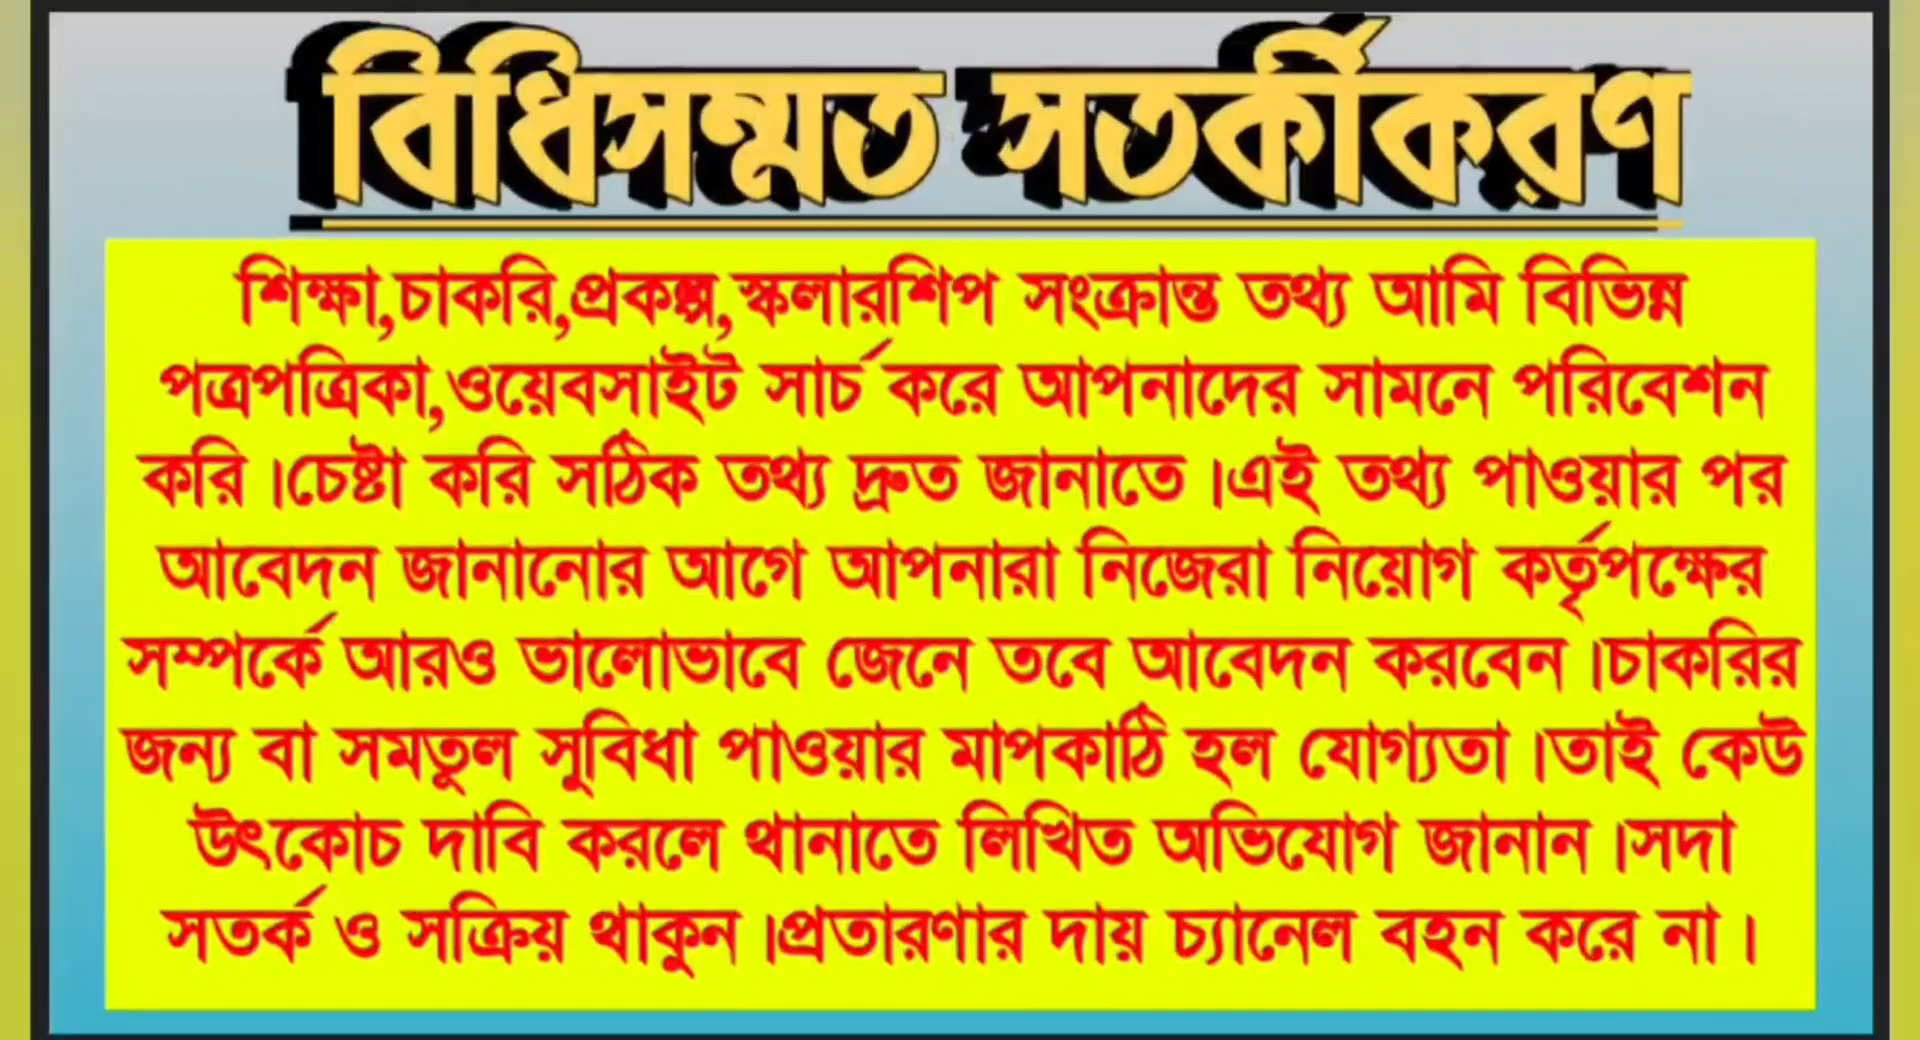 বিধিসম্মত সতর্কীকরণ
শিক্ষা,চাকরি,প্রকল্প,স্কলারশিপ সংক্রান্ত তথ্য আমি বিভিন্ন
পত্রপত্রিকা,ওয়েবসাইট সার্চ করে আপনাদের সামনে পরিবেশন
করি।চেষ্টা করি সঠিক তথ্য দ্রুত জানাতে।এই তথ্য পাওয়ার পর
আবেদন জানানোর আগে আপনারা নিজেরা নিয়োগ কর্তৃপক্ষের
সম্পর্কে আরও ভালোভাবে জেনে তবে আবেদন করবেন।চাকরির
জন্য বা সমতূল সুবিধা পাওয়ার মাপকাঠি হল যোগ্যতা।তাই কেউ
উৎকোচ দাবি করলে থানাতে লিখিত অভিযোগ জানান।সদা
সতর্ক ও সক্রিয় থাকুন।প্রতারণার দায় চ্যানেল বহন করে না।